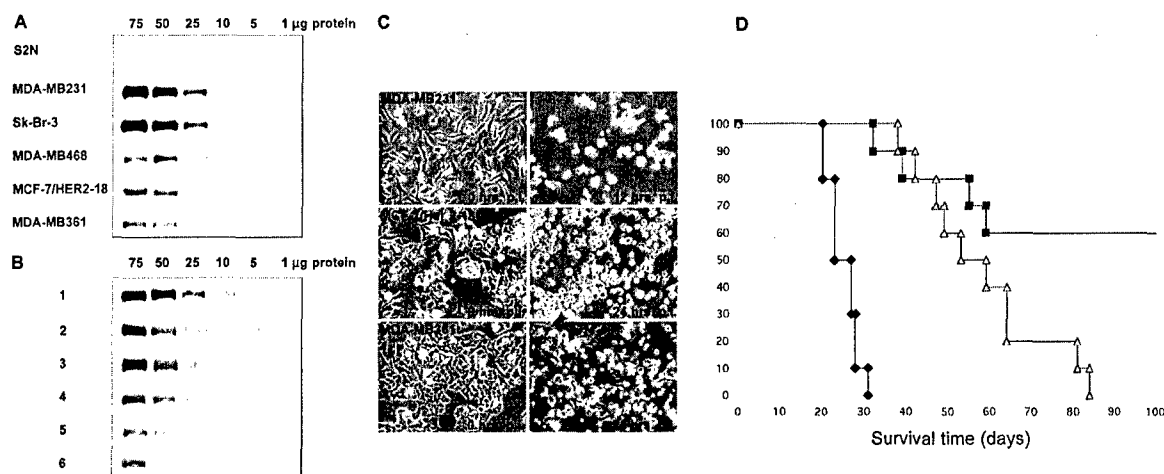 A
75 50 25 10 5 1 µg protein
S2N
MDA-MB231
Sk-Br-3
MDA-MB468
MCF-7/HER2-18
MDA-MB361
B
75 50 25 10 5 1 µg protein
1
2
3
4
5
6
C
MDA-MB231
D
100
90
80
70
60
50
40
30
20
10
0
0 20 30 40 50 60 70 80 90 100
Survival time (days)